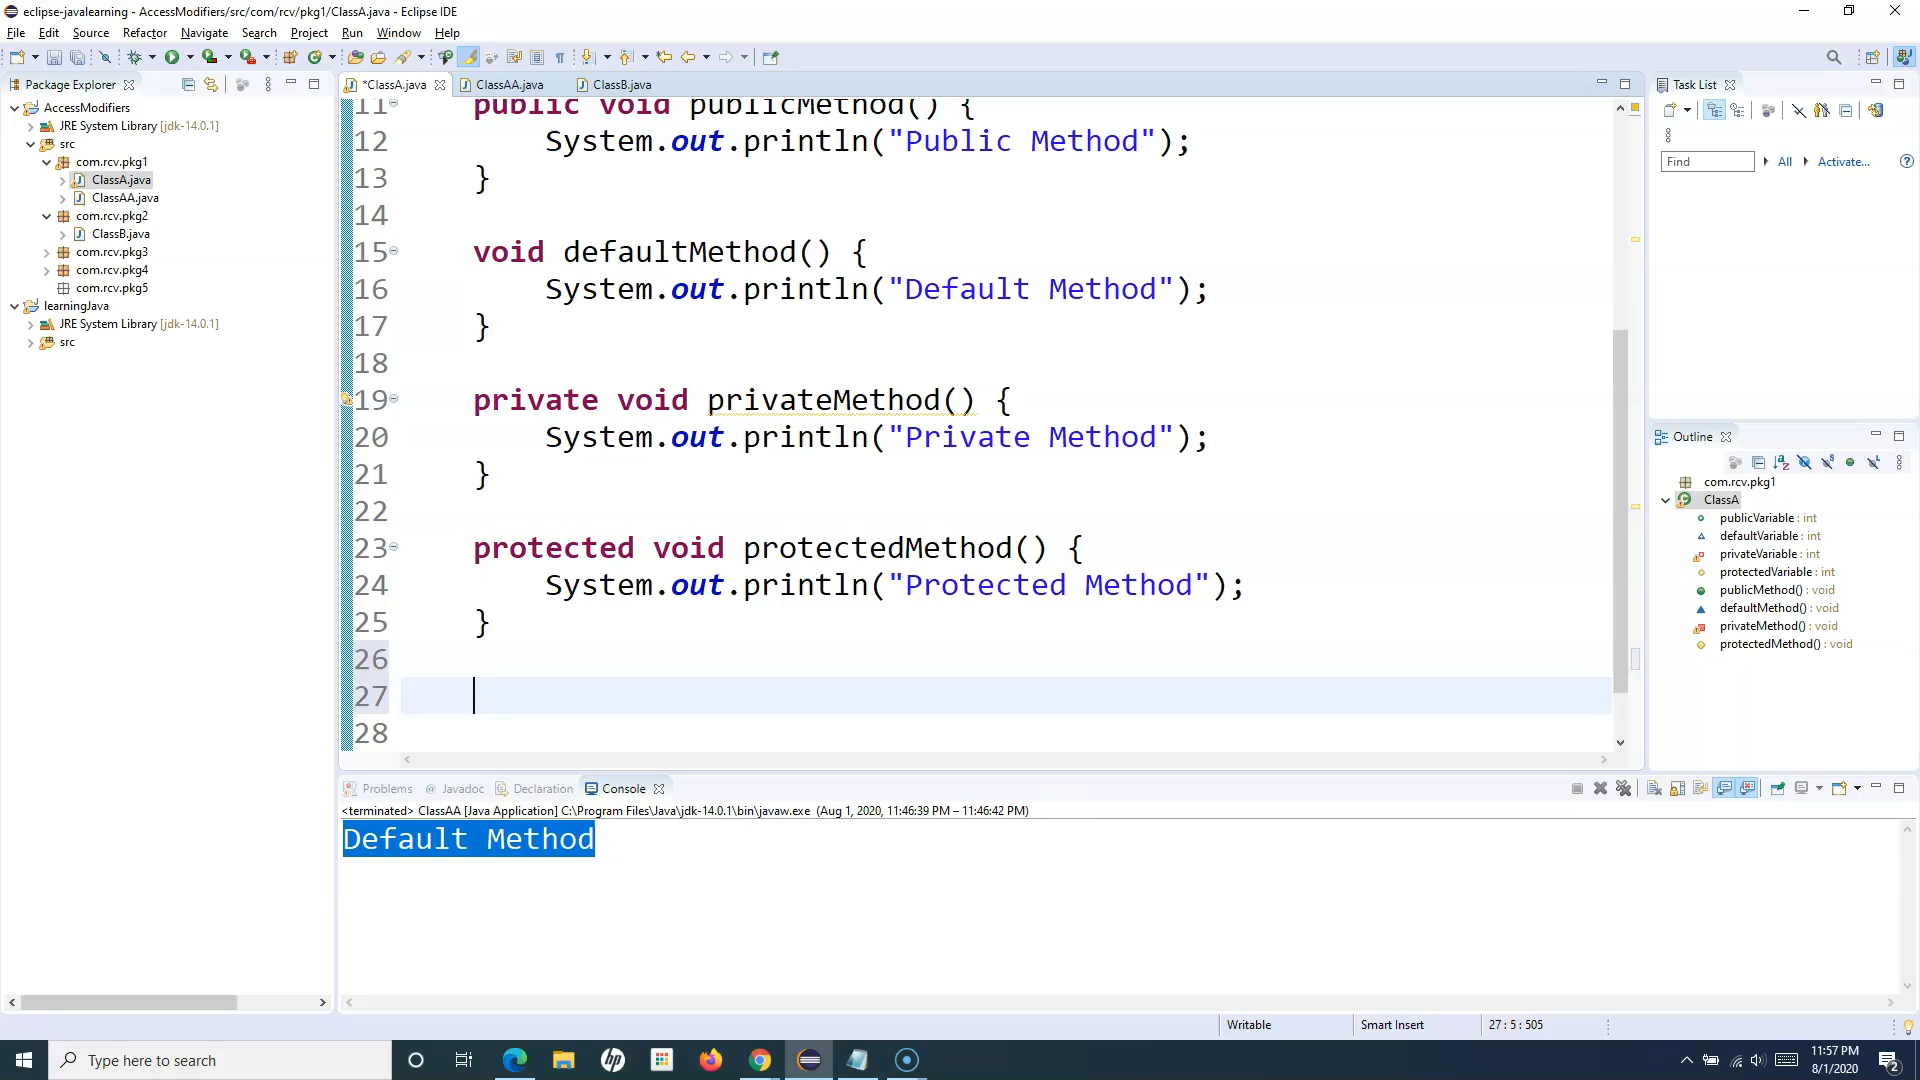 eclipse-javalearning - AccessModifiers/src/com/rcv/pkg1/ClassA.java - Eclipse IDE
File Edit Source Refactor Navigate Search Project Run Window Help
Package Explorer
AccessModifiers
JRE System Library [jdk-14.0.1]
src
com.rcv.pkg1
ClassA.java
ClassAA.java
com.rcv.pkg2
ClassB.java
com.rcv.pkg3
com.rcv.pkg4
com.rcv.pkg5
learningJava
JRE System Library [jdk-14.0.1]
src
*ClassA.java ClassAA.java ClassB.java
11 public void publicMethod() {
12 System.out.println("Public Method");
13 }
14
15 void defaultMethod() {
16 System.out.println("Default Method");
17 }
18
19 private void privateMethod() {
20 System.out.println("Private Method");
21 }
22
23 protected void protectedMethod() {
24 System.out.println("Protected Method");
25 }
26
27
28
Task List
Find All Activate...
Outline
com.rcv.pkg1
ClassA
publicVariable : int
defaultVariable : int
privateVariable : int
protectedVariable : int
publicMethod() : void
defaultMethod() : void
privateMethod() : void
protectedMethod() : void
Problems @ Javadoc Declaration Console
<terminated> ClassAA [Java Application] C:\Program Files\Java\jdk-14.0.1\bin\javaw.exe (Aug 1, 2020, 11:46:39 PM – 11:46:42 PM)
Default Method
Writable Smart Insert 27 : 5 : 505
Type here to search
hp
11:57 PM
8/1/2020
2